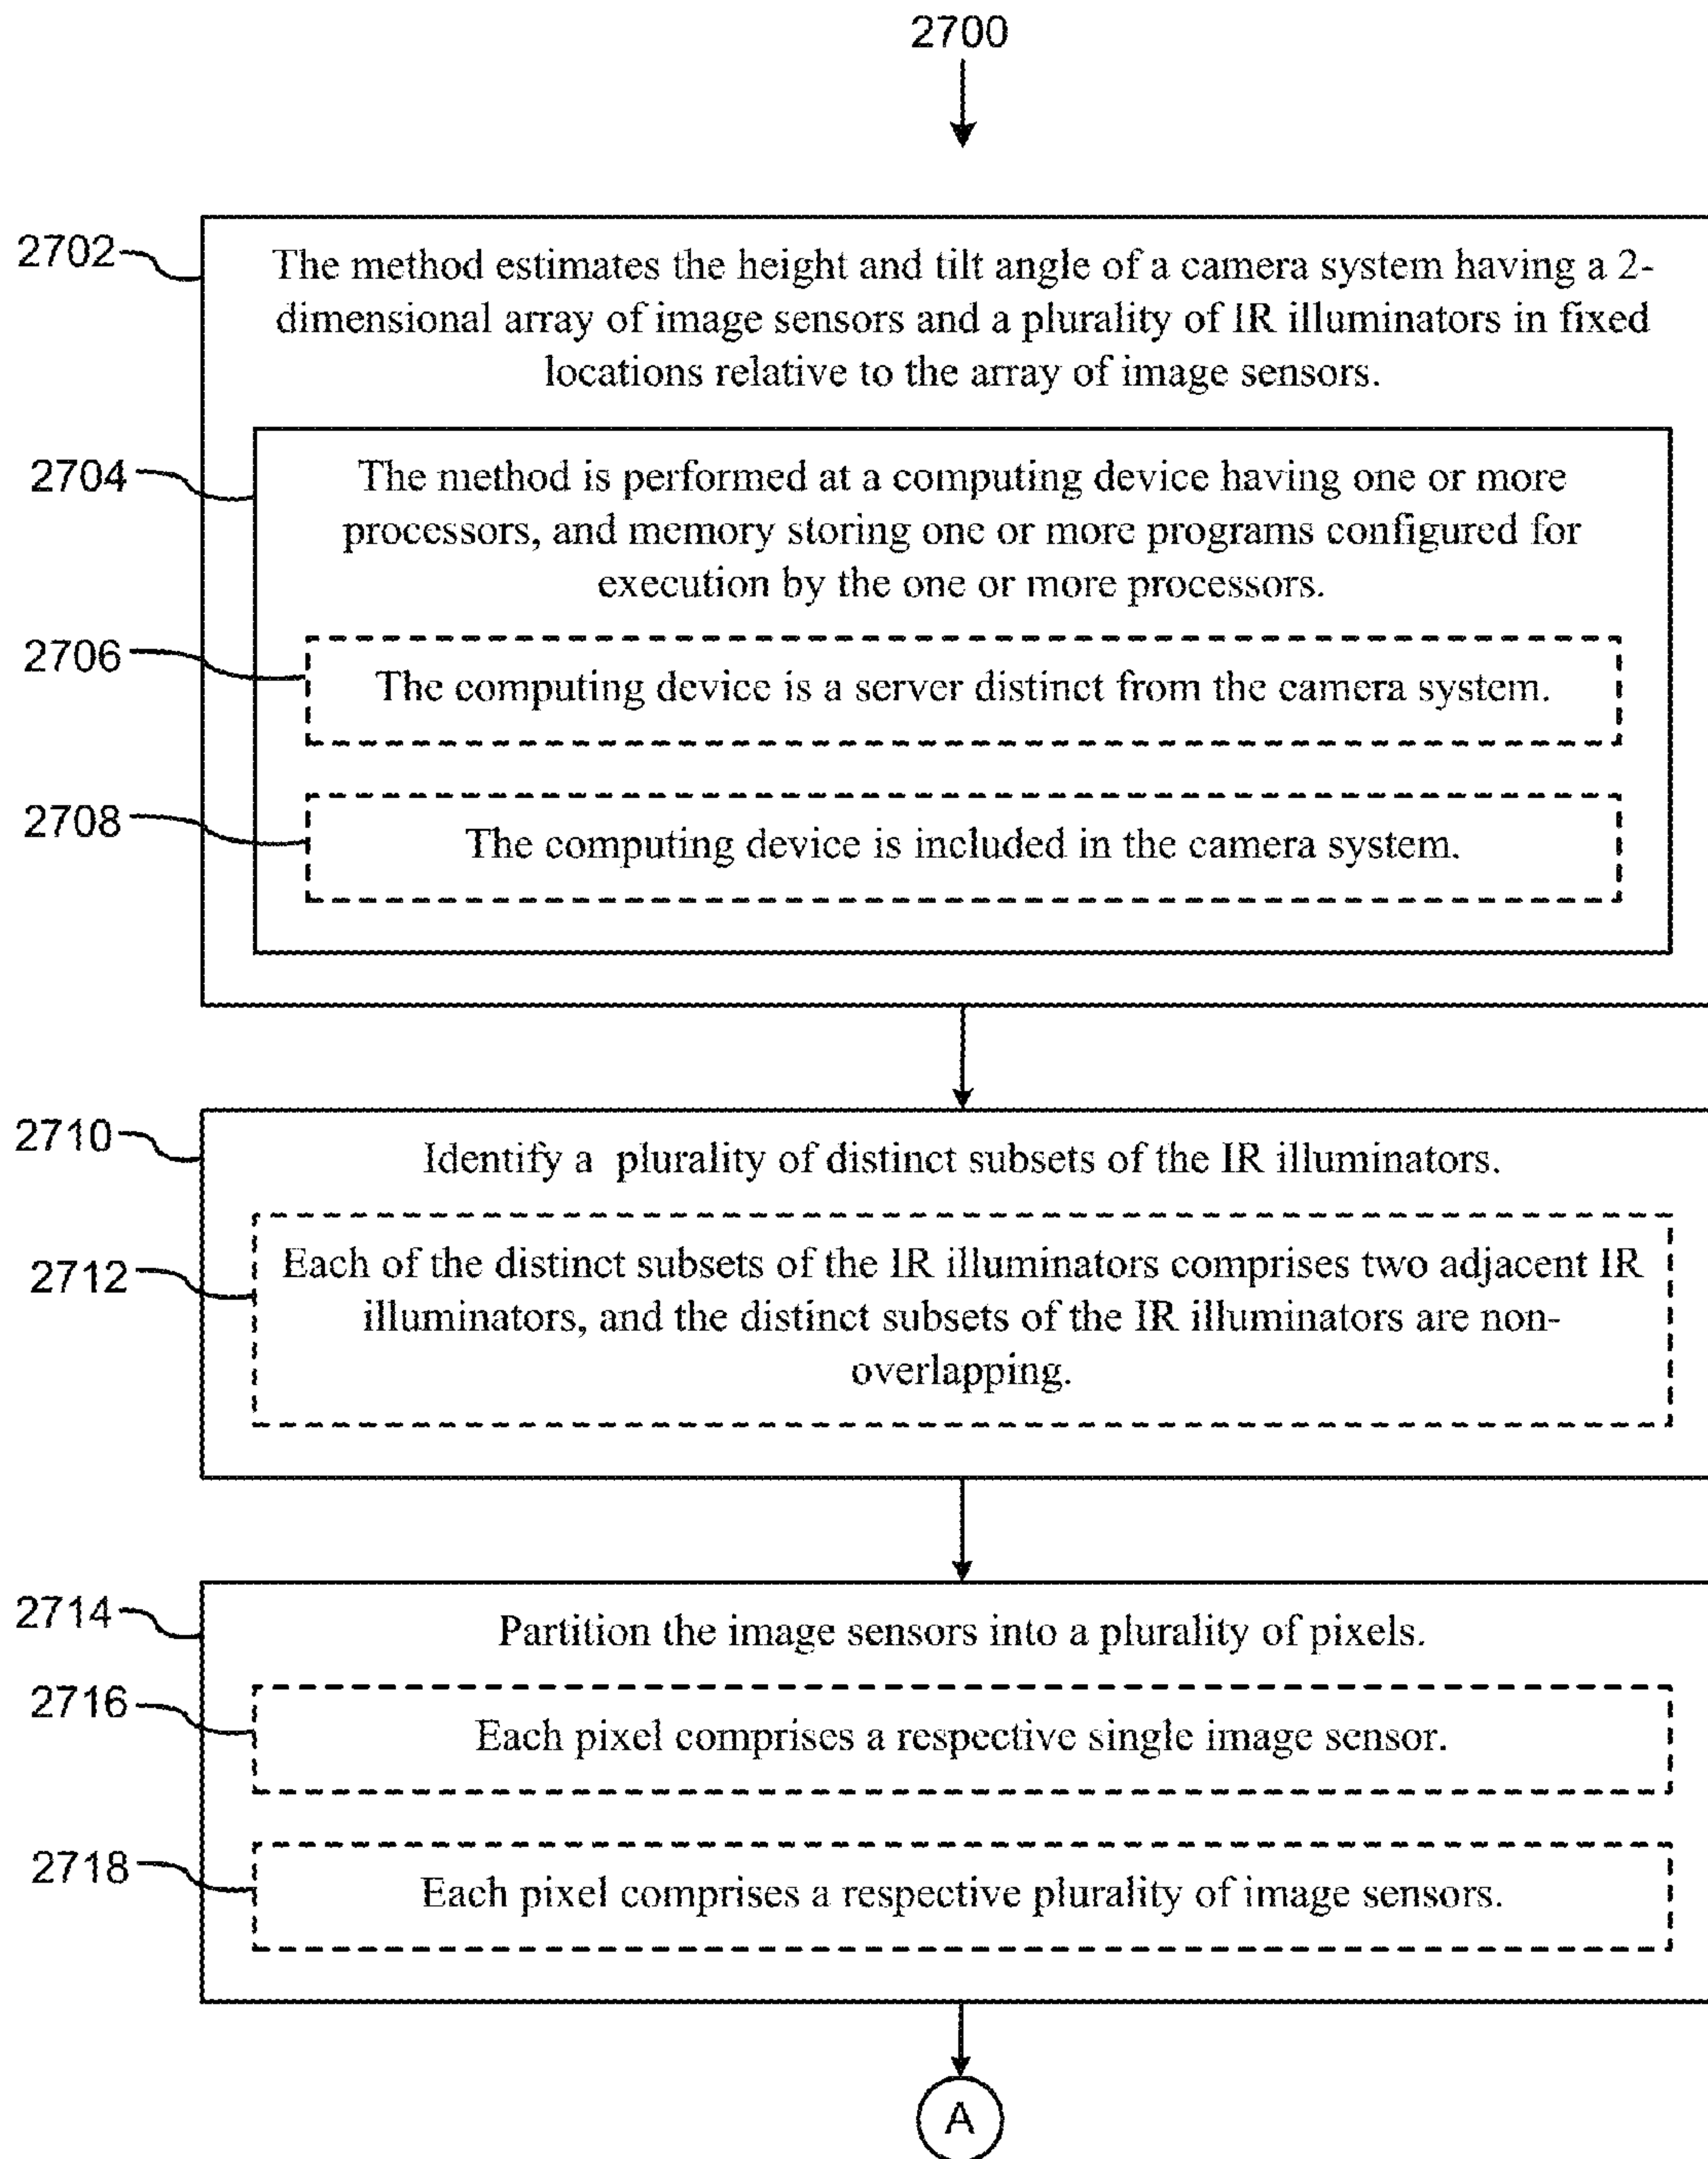 2700
2702
The method estimates the height and tilt angle of a camera system having a 2-
dimensional array of image sensors and a plurality of IR illuminators in fixed
locations relative to the array of image sensors.
2704
The method is performed at a computing device having one or more
processors, and memory storing one or more programs configured for
execution by the one or more processors.
2706
The computing device is a server distinct from the camera system.
2708
The computing device is included in the camera system.
2710
Identify a plurality of distinct subsets of the IR illuminators.
2712
Each of the distinct subsets of the IR illuminators comprises two adjacent IR
illuminators, and the distinct subsets of the IR illuminators are non-
overlapping.
2714
Partition the image sensors into a plurality of pixels.
2716
Each pixel comprises a respective single image sensor.
2718
Each pixel comprises a respective plurality of image sensors.
A